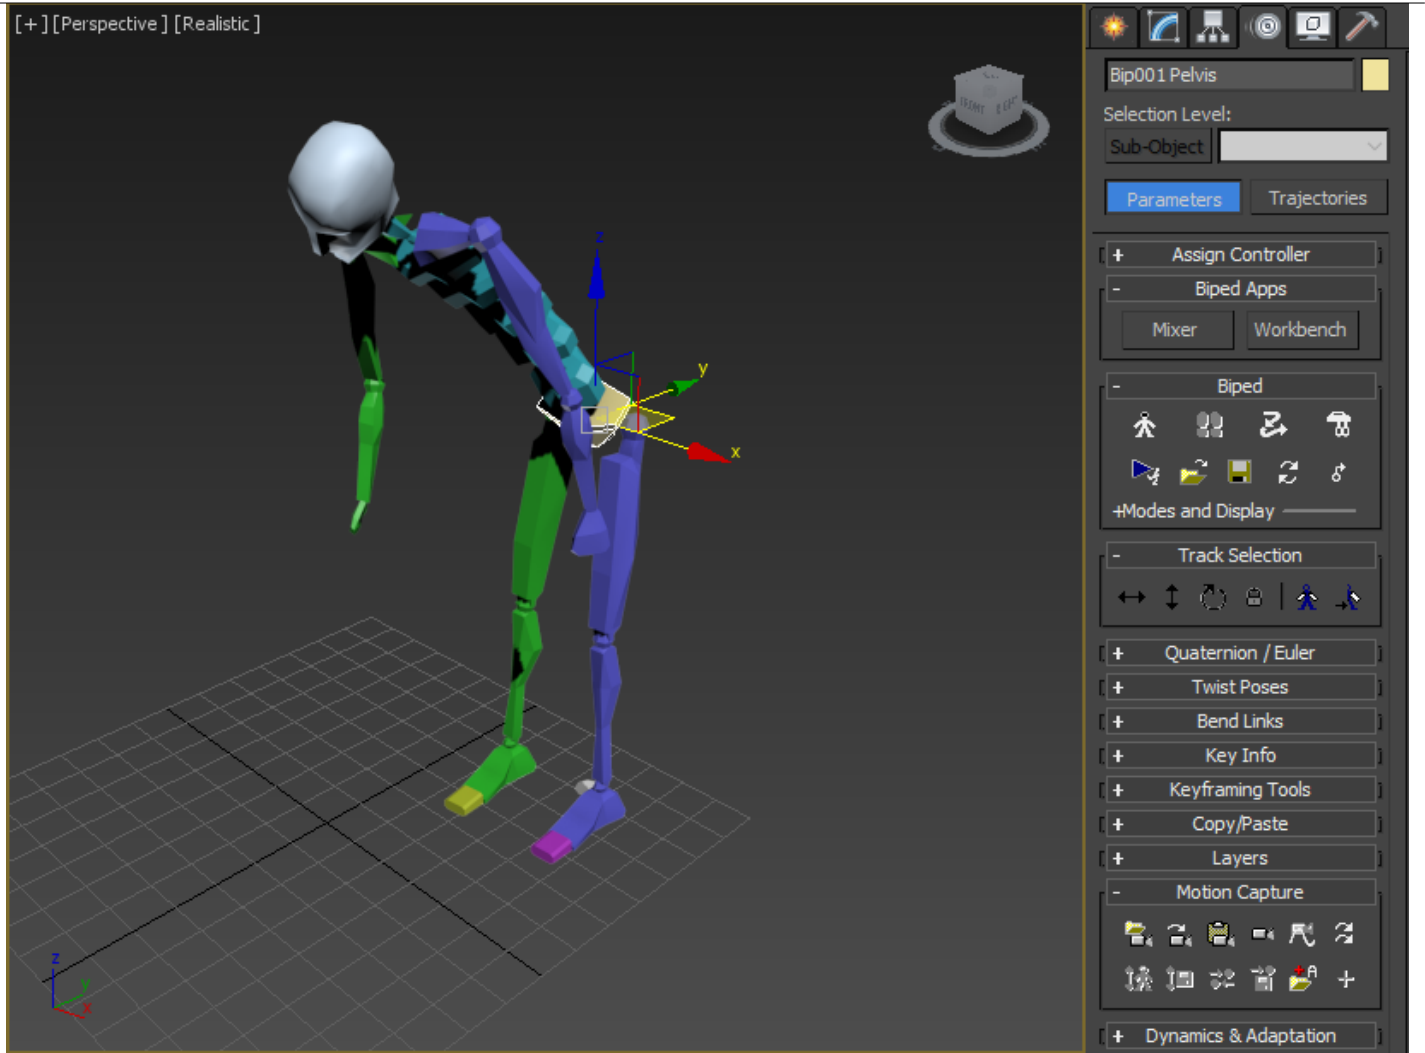 [+][Perspective][Realistic]
FRONT
z
y
x
z
y
x
Bip001 Pelvis
Selection Level:
Sub-Object
Parameters Trajectories
+ Assign Controller
- Biped Apps
Mixer Workbench
- Biped
+Modes and Display
- Track Selection
+ Quaternion / Euler
+ Twist Poses
+ Bend Links
+ Key Info
+ Keyframing Tools
+ Copy/Paste
+ Layers
- Motion Capture
+ Dynamics & Adaptation